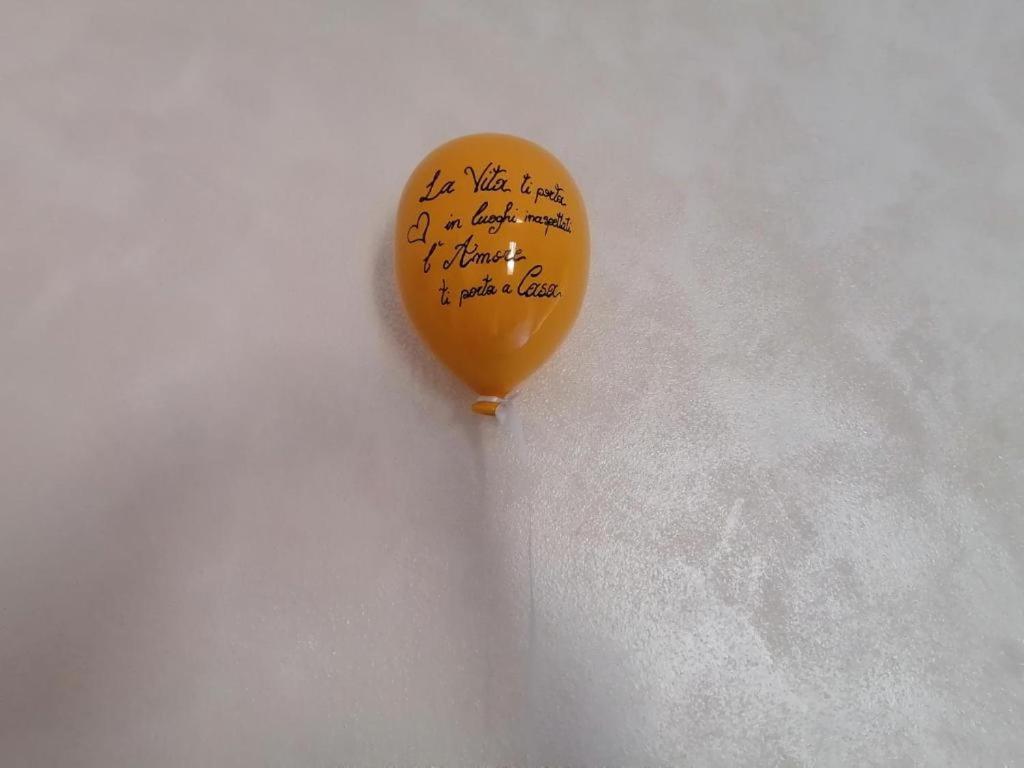 La Vita ti porta
in luoghi inaspettati
l'Amore
ti porta a Casa